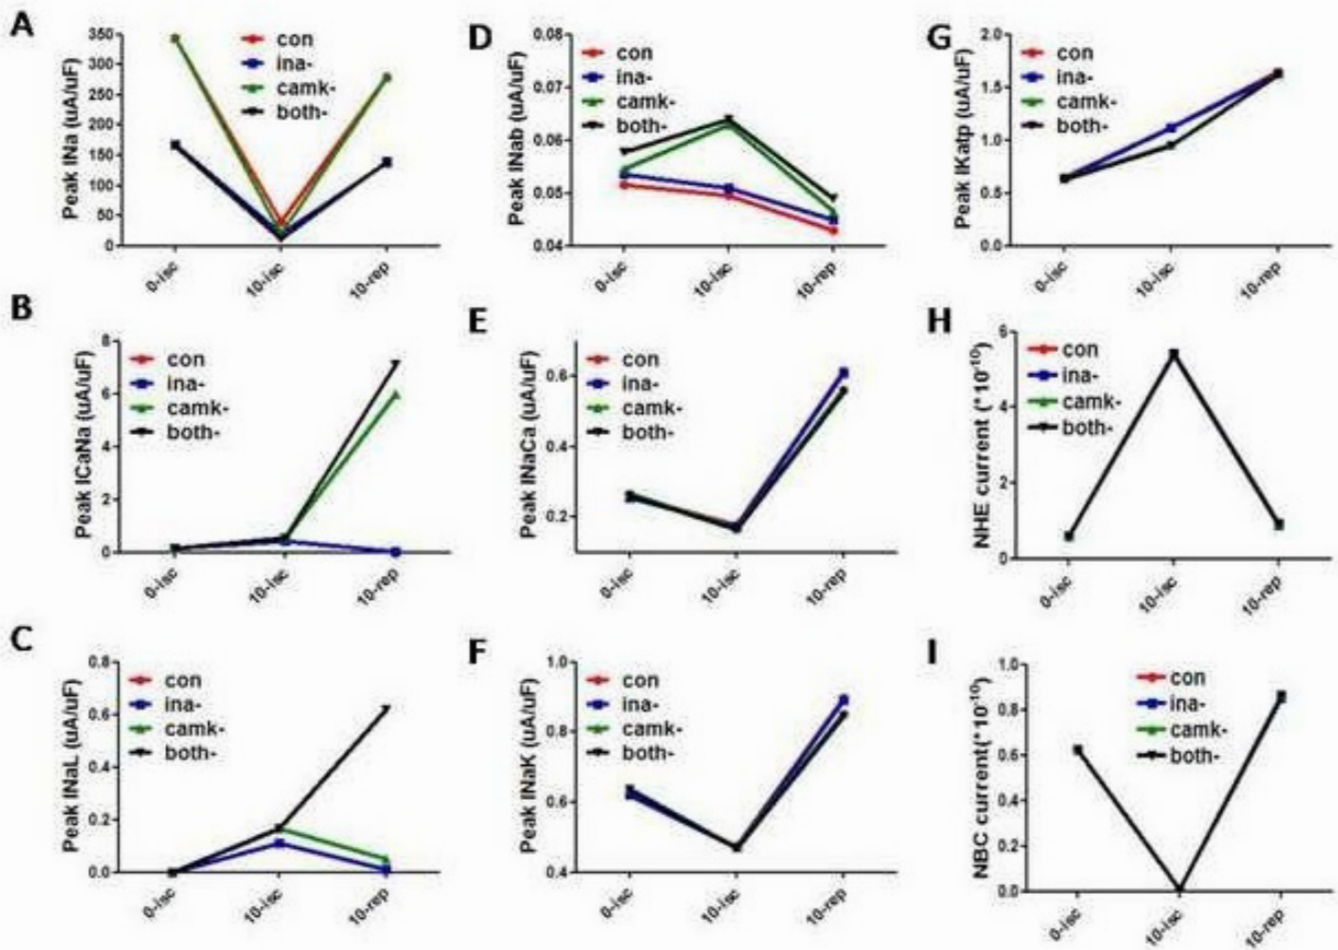 A
Peak INa (uA/uF)
350
300
250
200
150
100
50
0
con
ina-
camk-
both-
0-isc
10-isc
10-rep
D
Peak INab (uA/uF)
0.08
0.07
0.06
0.05
0.04
con
ina-
camk-
both-
0-isc
10-isc
10-rep
G
Peak IKatp (uA/uF)
2.0
1.5
1.0
0.5
0.0
con
ina-
camk-
both-
0-isc
10-isc
10-rep
B
Peak ICaNa (uA/uF)
8
6
4
2
0
con
ina-
camk-
both-
0-isc
10-isc
10-rep
E
Peak INaCa (uA/uF)
0.6
0.4
0.2
con
ina-
camk-
both-
0-isc
10-isc
10-rep
H
NHE current (*10⁻¹⁰)
6
4
2
0
con
ina-
camk-
both-
0-isc
10-isc
10-rep
C
Peak INaL (uA/uF)
0.8
0.6
0.4
0.2
0.0
con
ina-
camk-
both-
0-isc
10-isc
10-rep
F
Peak INaK (uA/uF)
1.0
0.8
0.6
0.4
con
ina-
camk-
both-
0-isc
10-isc
10-rep
I
NBC current(*10⁻¹⁰)
1.0
0.8
0.6
0.4
0.2
0.0
con
ina-
camk-
both-
0-isc
10-isc
10-rep